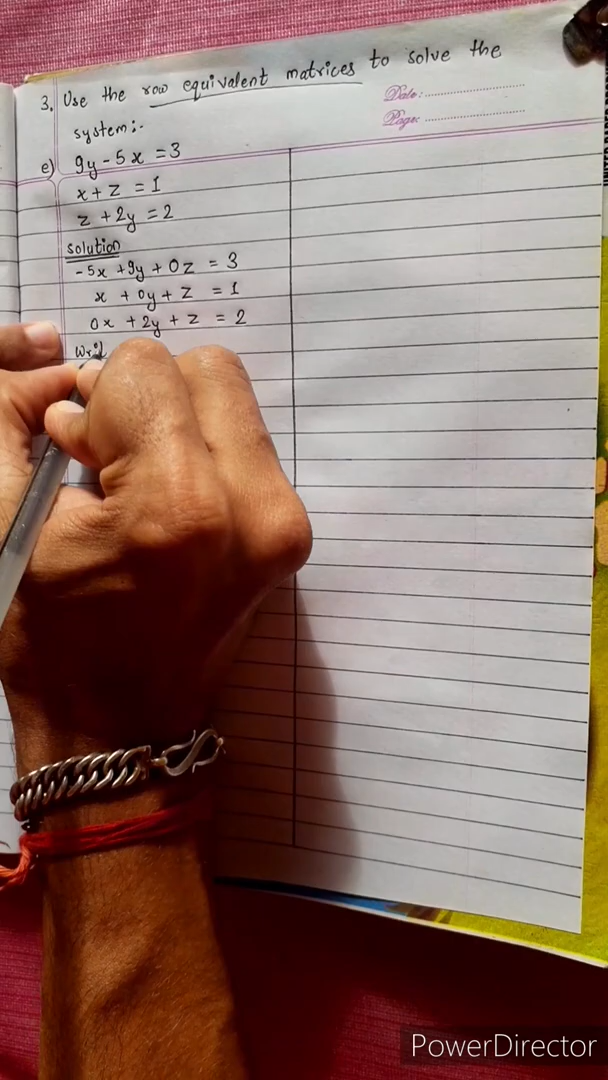 3. Use the row equivalent matrices to solve the
system:-
Date:
Page:
e) 9y - 5x = 3
x + z = 1
z + 2y = 2
solution
-5x + 9y + 0z = 3
x + 0y + z = 1
0x + 2y + z = 2
PowerDirector